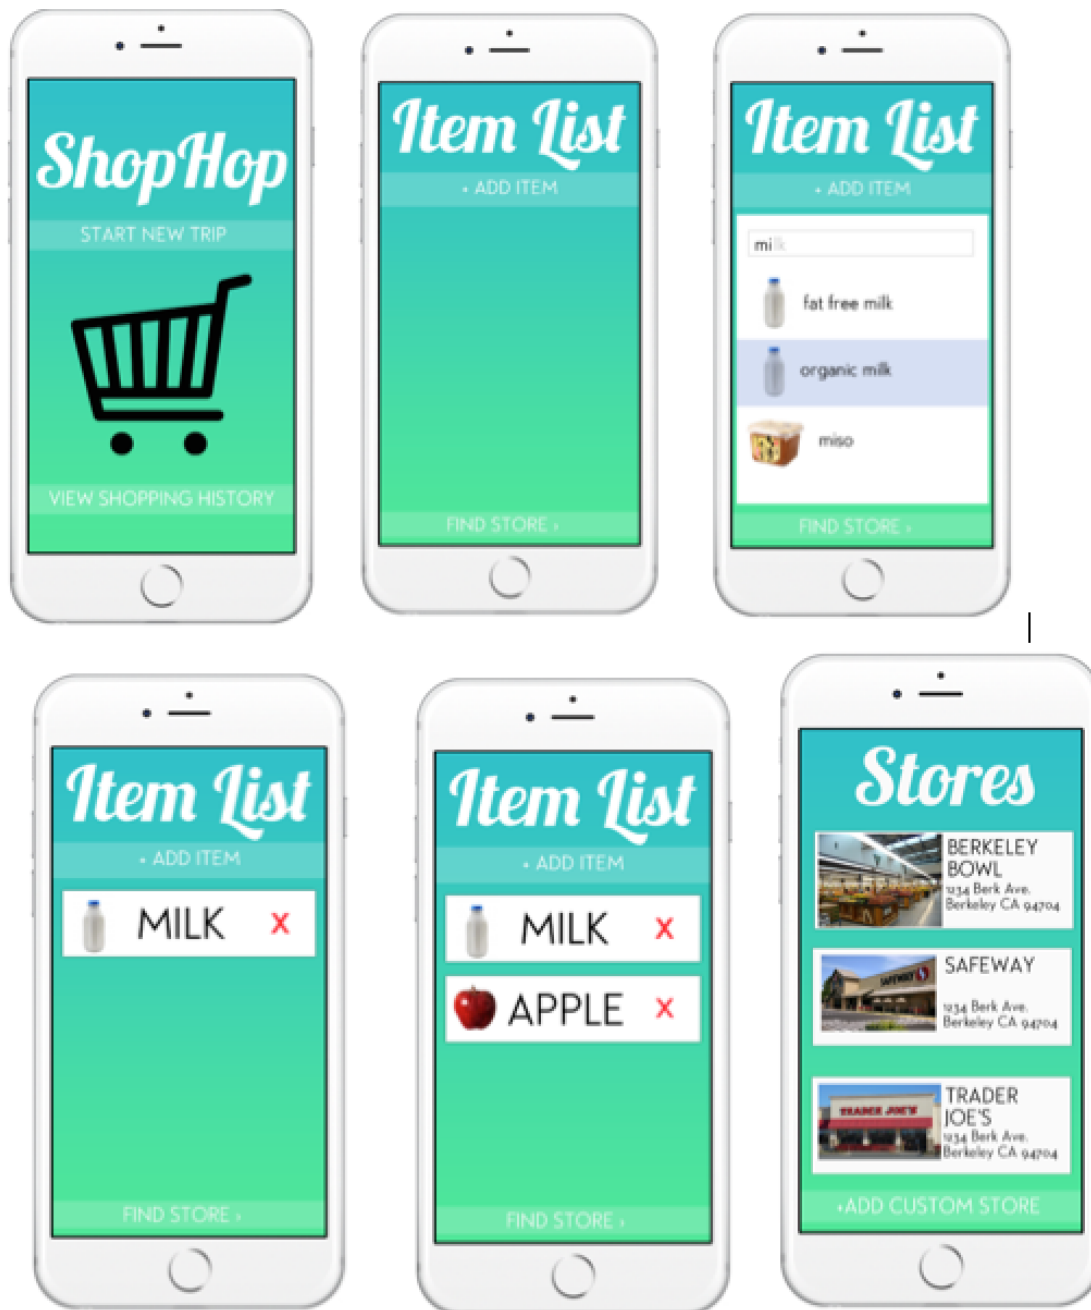 ShopHop
START NEW TRIP
VIEW SHOPPING HISTORY
Item List
+ ADD ITEM
FIND STORE ›
Item List
+ ADD ITEM
milk
fat free milk
organic milk
miso
FIND STORE ›
Item List
+ ADD ITEM
MILK X
FIND STORE ›
Item List
+ ADD ITEM
MILK X
APPLE X
FIND STORE ›
Stores
BERKELEY
BOWL
1234 Berk Ave.
Berkeley CA 94704
SAFEWAY
SAFEWAY
1234 Berk Ave.
Berkeley CA 94704
TRADER JOE'S
TRADER
JOE'S
1234 Berk Ave.
Berkeley CA 94704
+ADD CUSTOM STORE